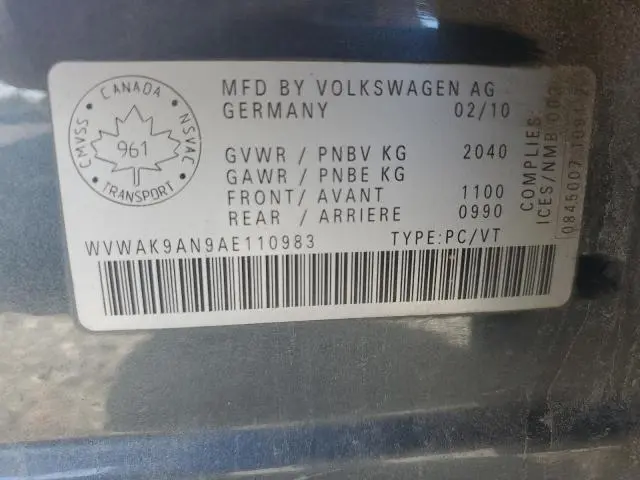 CANADA
CMVSS
NSVAC
961
TRANSPORT
MFD BY VOLKSWAGEN AG
GERMANY 02/10
GVWR / PNBV KG 2040
GAWR / PNBE KG
FRONT/ AVANT 1100
REAR / ARRIERE 0990
WVWAK9AN9AE110983 TYPE:PC/VT
COMPLIES:
ICES/NMB-002